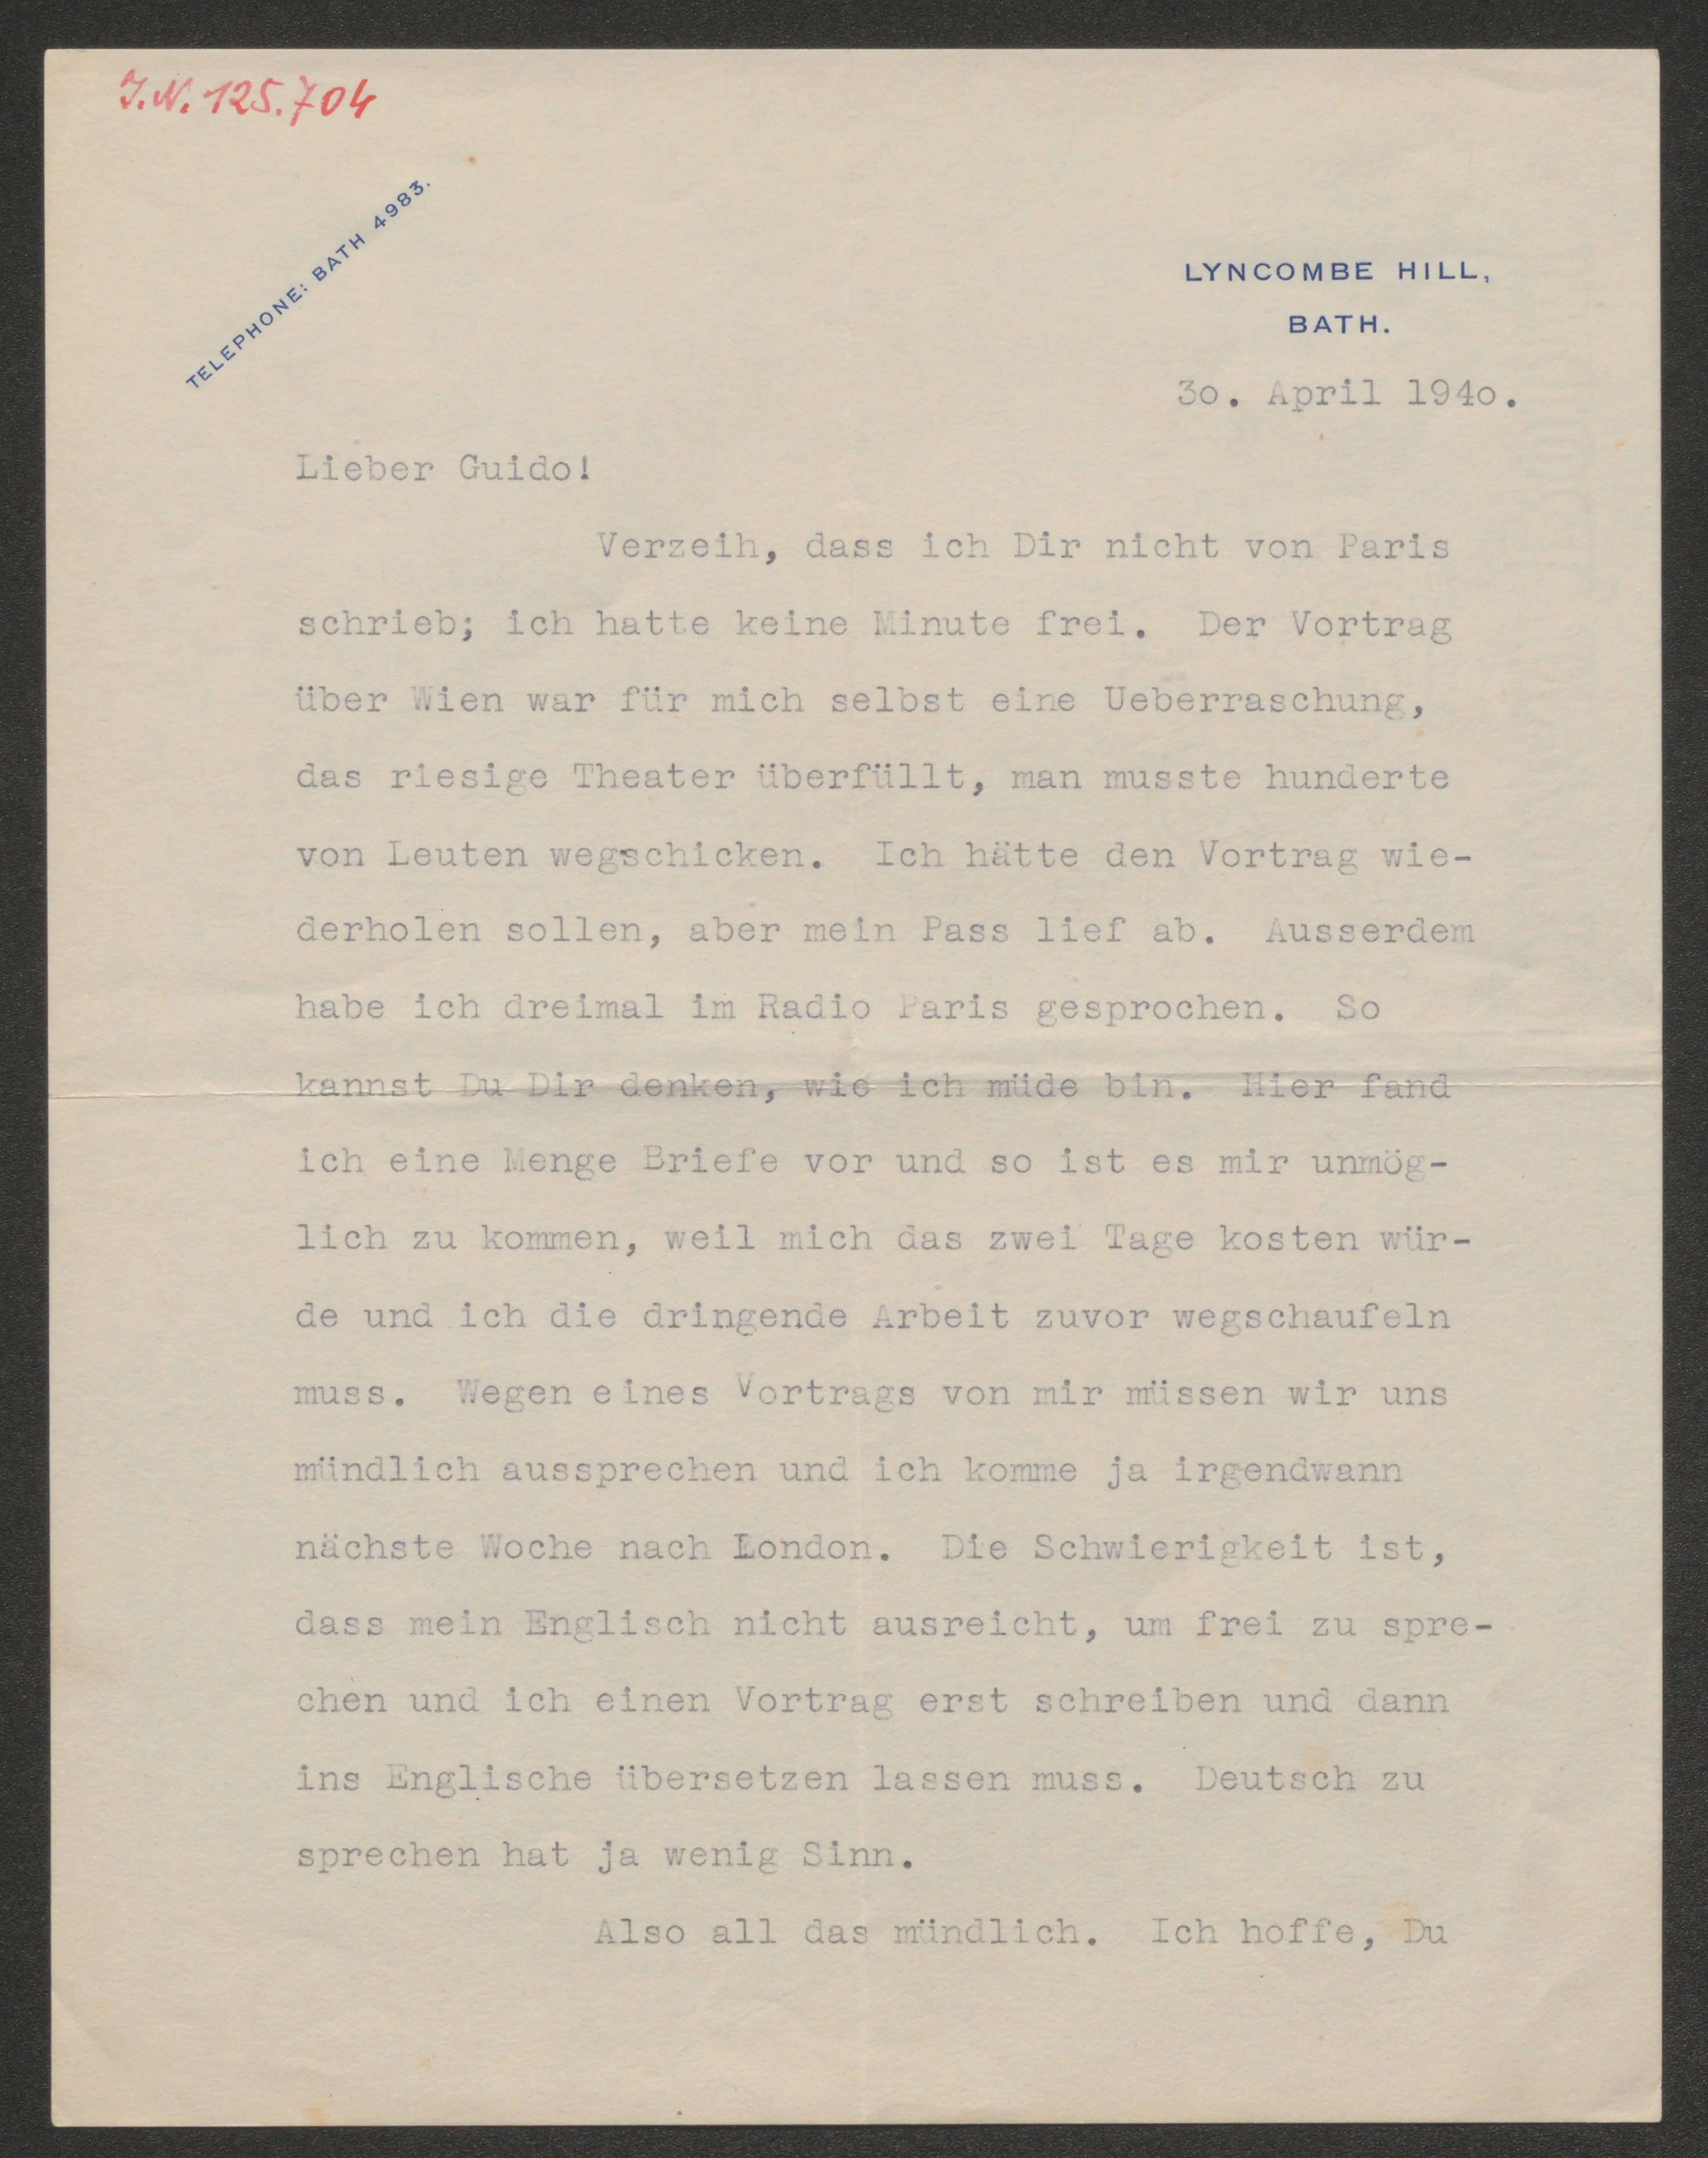 J.N. 125.704
TELEPHONE: BATH 4983.
LYNCOMBE HILL,
BATH.
3o. April 194o.
Lieber Guido!
Verzeih, dass ich Dir nicht von Paris
schrieb; ich hatte keine Minute frei. Der Vortrag
über Wien war für mich selbst eine Ueberraschung,
das riesige Theater überfüllt, man musste hunderte
von Leuten wegschicken. Ich hätte den Vortrag wie-
derholen sollen, aber mein Pass lief ab. Ausserdem
habe ich dreimal im Radio Paris gesprochen. So
kannst Du Dir denken, wie ich müde bin. Hier fand
ich eine Menge Briefe vor und so ist es mir unmög-
lich zu kommen, weil mich das zwei Tage kosten wür-
de und ich die dringende Arbeit zuvor wegschaufeln
muss. Wegen eines Vortrags von mir müssen wir uns
mündlich aussprechen und ich komme ja irgendwann
nächste Woche nach London. Die Schwierigkeit ist,
dass mein Englisch nicht ausreicht, um frei zu spre-
chen und ich einen Vortrag erst schreiben und dann
ins Englische übersetzen lassen muss. Deutsch zu
sprechen hat ja wenig Sinn.
Also all das mündlich. Ich hoffe, Du